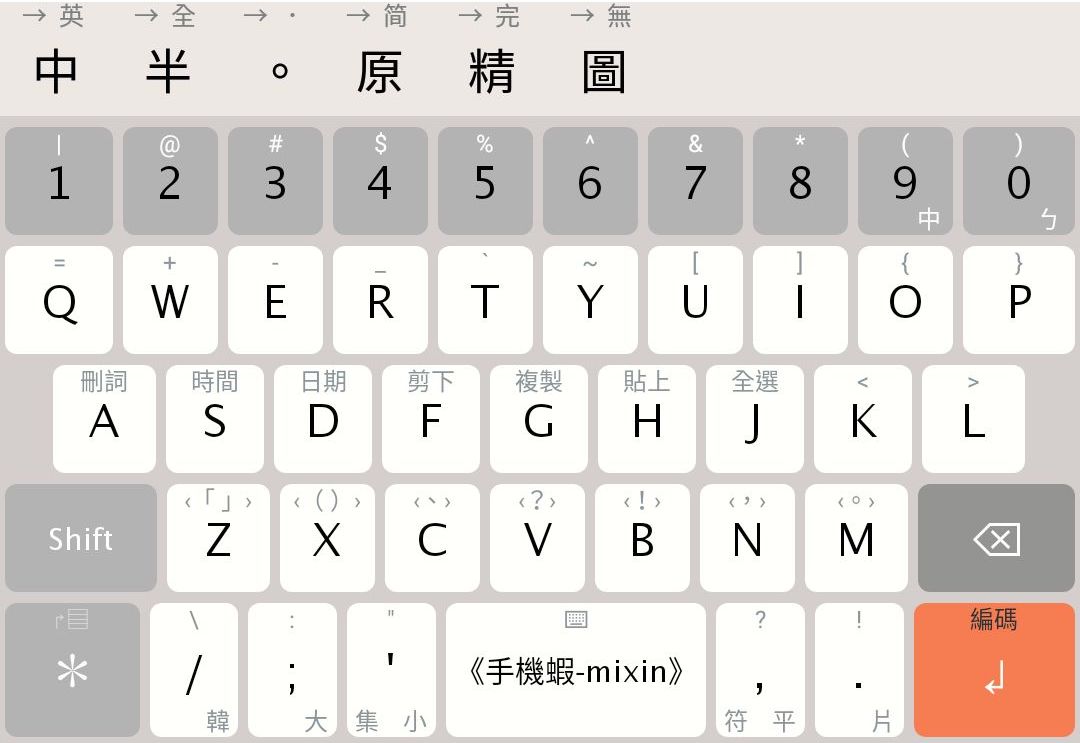 → 英 → 全 → · → 简 → 完 → 無
中 半 。 原 精 圖
| @ # $ % ^ & * ( )
1 2 3 4 5 6 7 8 9 0
中 ㄅ
= + - _ ` ~ [ ] { }
Q W E R T Y U I O P
刪詞 時間 日期 剪下 複製 貼上 全選 < >
A S D F G H J K L
‹「」› ‹（）› ‹、› ‹？› ‹！› ‹，› ‹。›
Shift Z X C V B N M
\ : " ? ! 編碼
* / ; ' 《手機蝦-mixin》 , .
韓 大 集 小 符 平 片